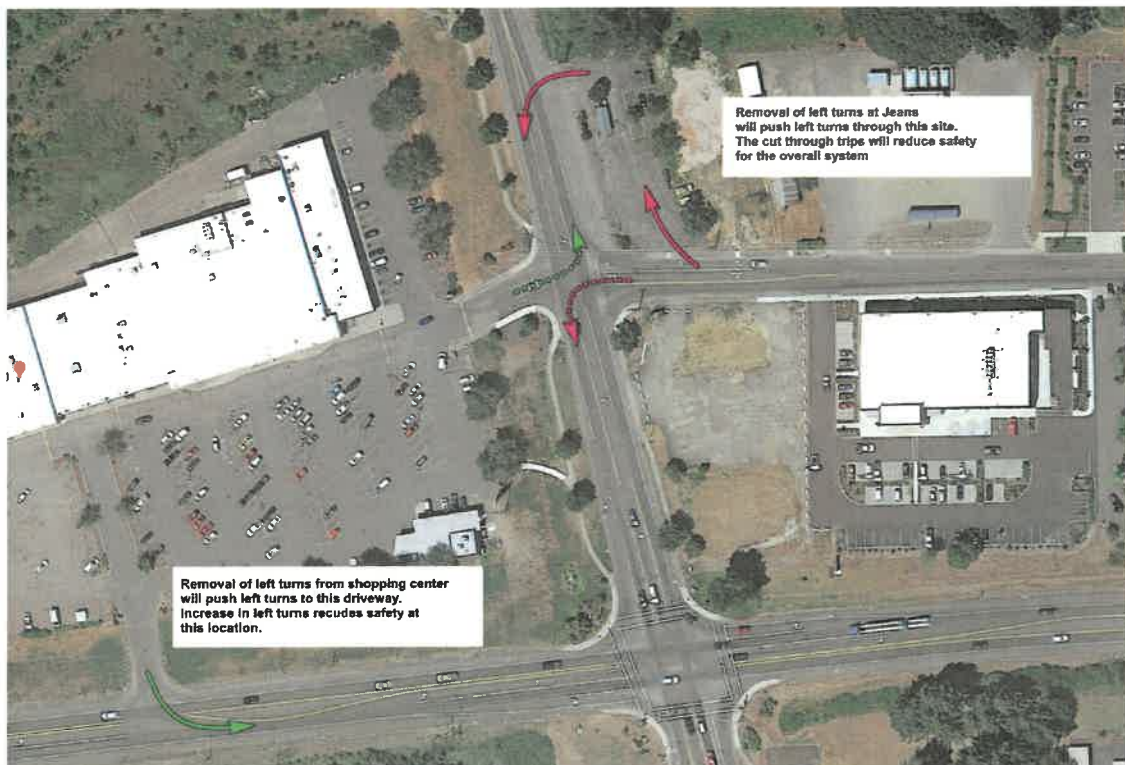 Removal of left turns at Jeans
will push left turns through this site.
The cut through trips will reduce safety
for the overall system
Removal of left turns from shopping center
will push left turns to this driveway.
Increase in left turns recudes safety at
this location.